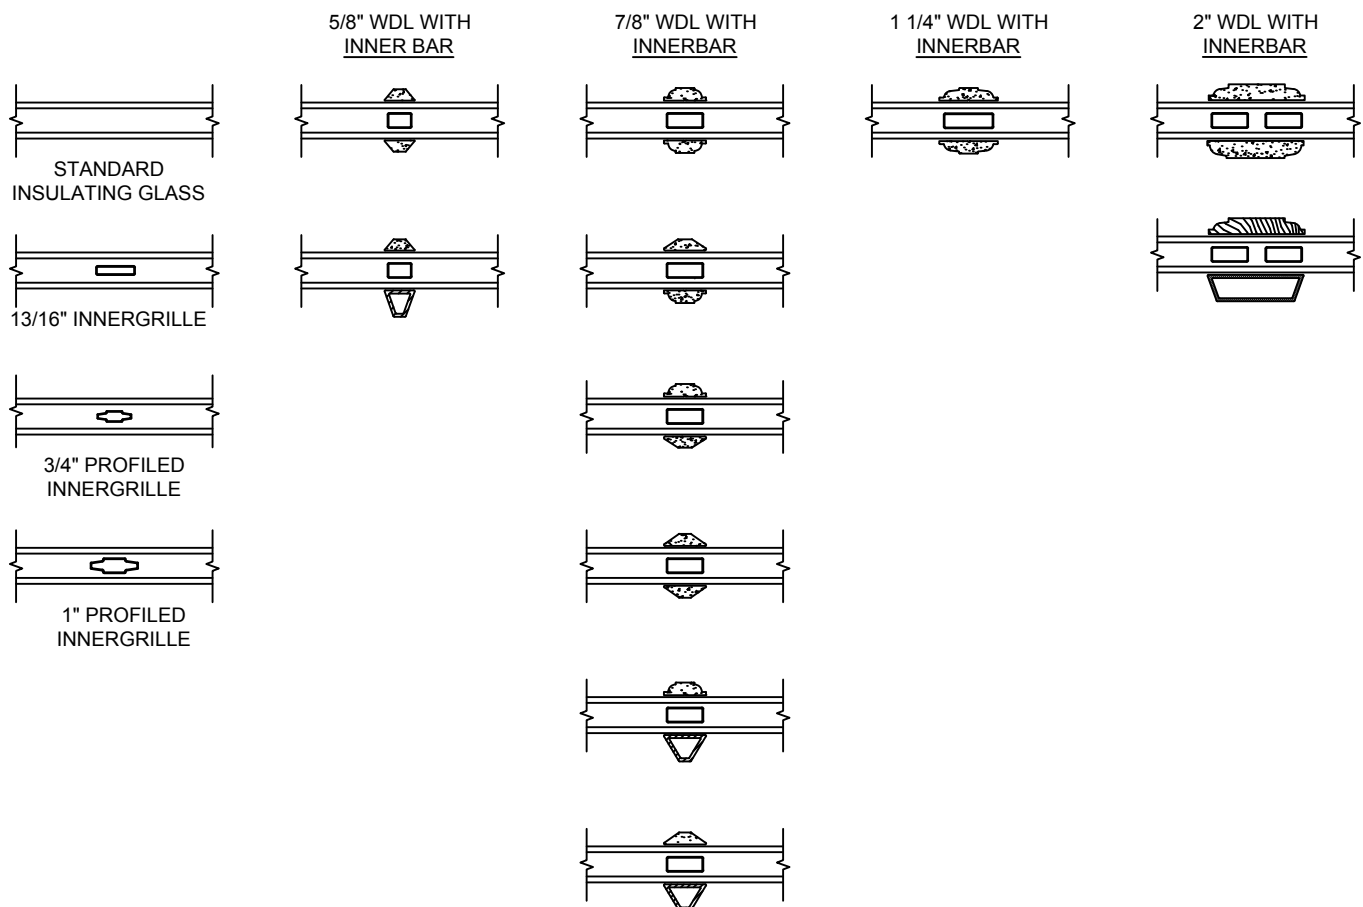 5/8" WDL WITH
INNER BAR
7/8" WDL WITH
INNERBAR
1 1/4" WDL WITH
INNERBAR
2" WDL WITH
INNERBAR
STANDARD
INSULATING GLASS
13/16" INNERGRILLE
3/4" PROFILED
INNERGRILLE
1" PROFILED
INNERGRILLE